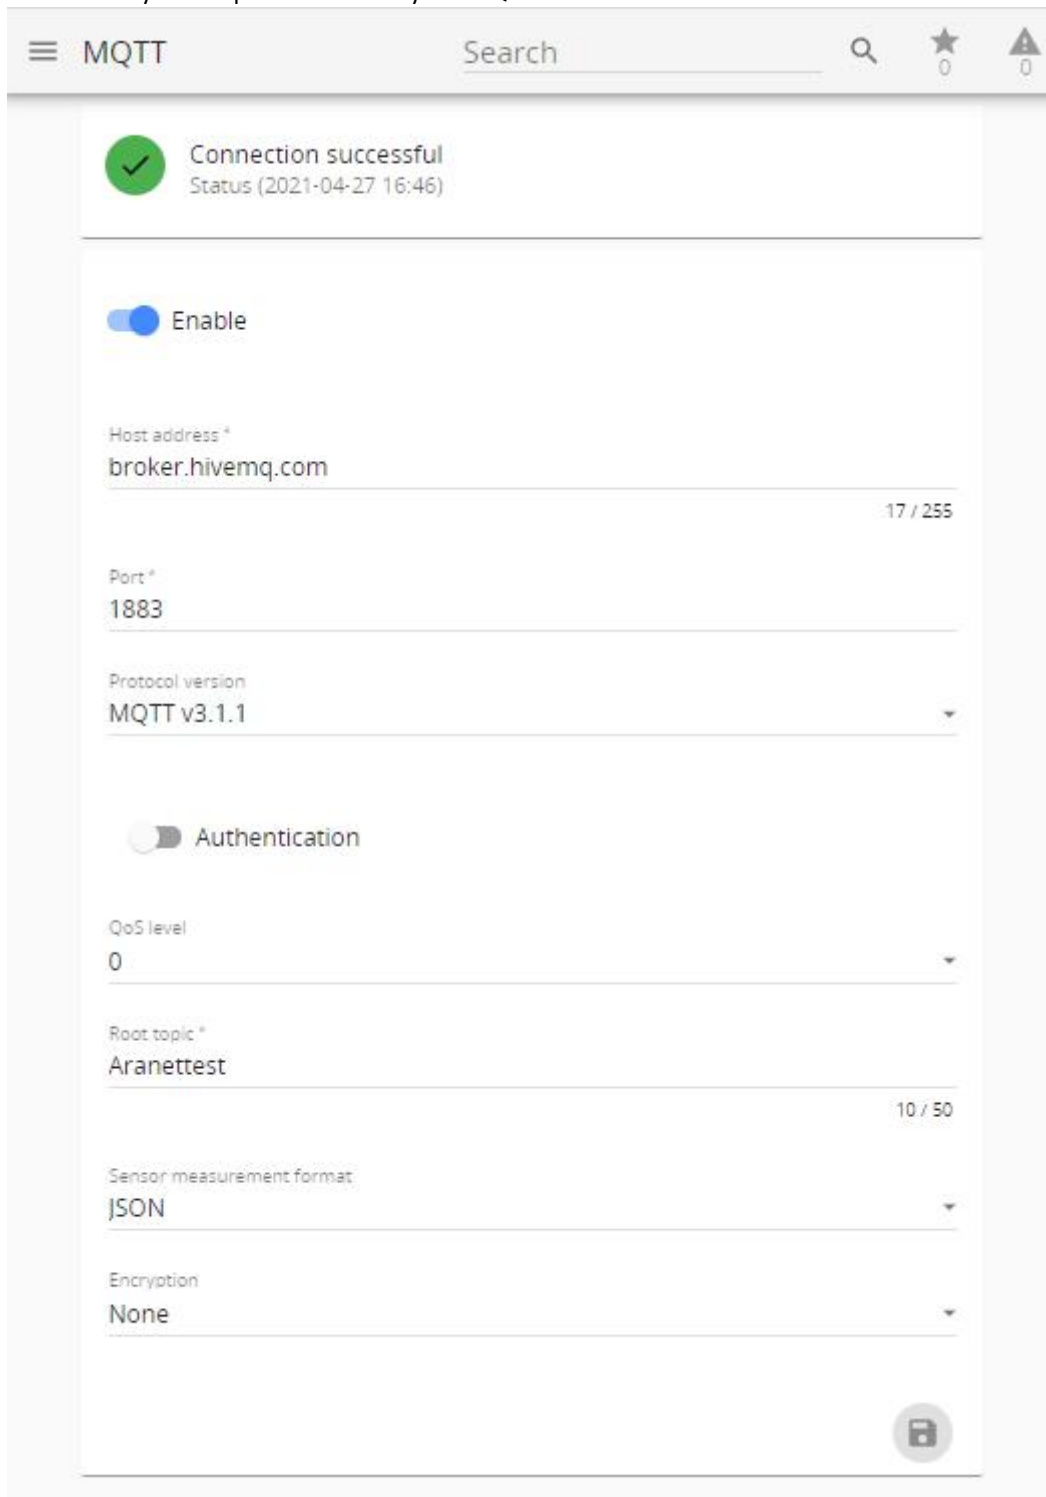 MQTT Search 0 0
Connection successful
Status (2021-04-27 16:46)
Enable
Host address *
broker.hivemq.com
17 / 255
Port *
1883
Protocol version
MQTT v3.1.1
Authentication
QoS level
0
Root topic *
Aranettest
10 / 50
Sensor measurement format
JSON
Encryption
None